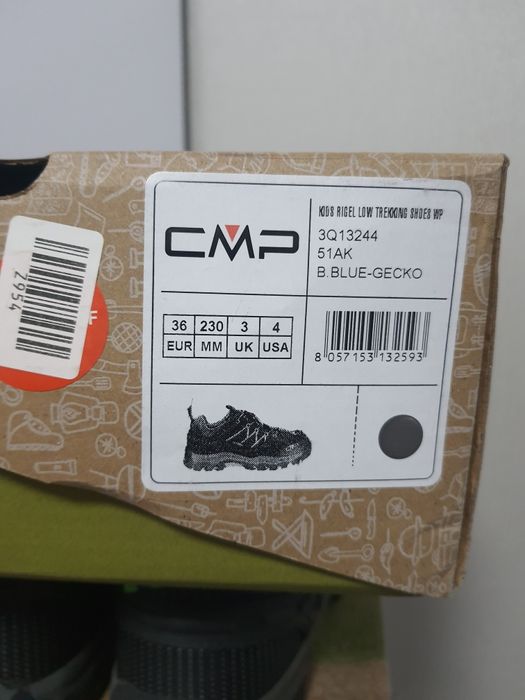 CMP
KIDS RIGEL LOW TREKKING SHOES WP
3Q13244
51AK
B.BLUE-GECKO
36 230 3 4
EUR MM UK USA
8 057153 132593
2954